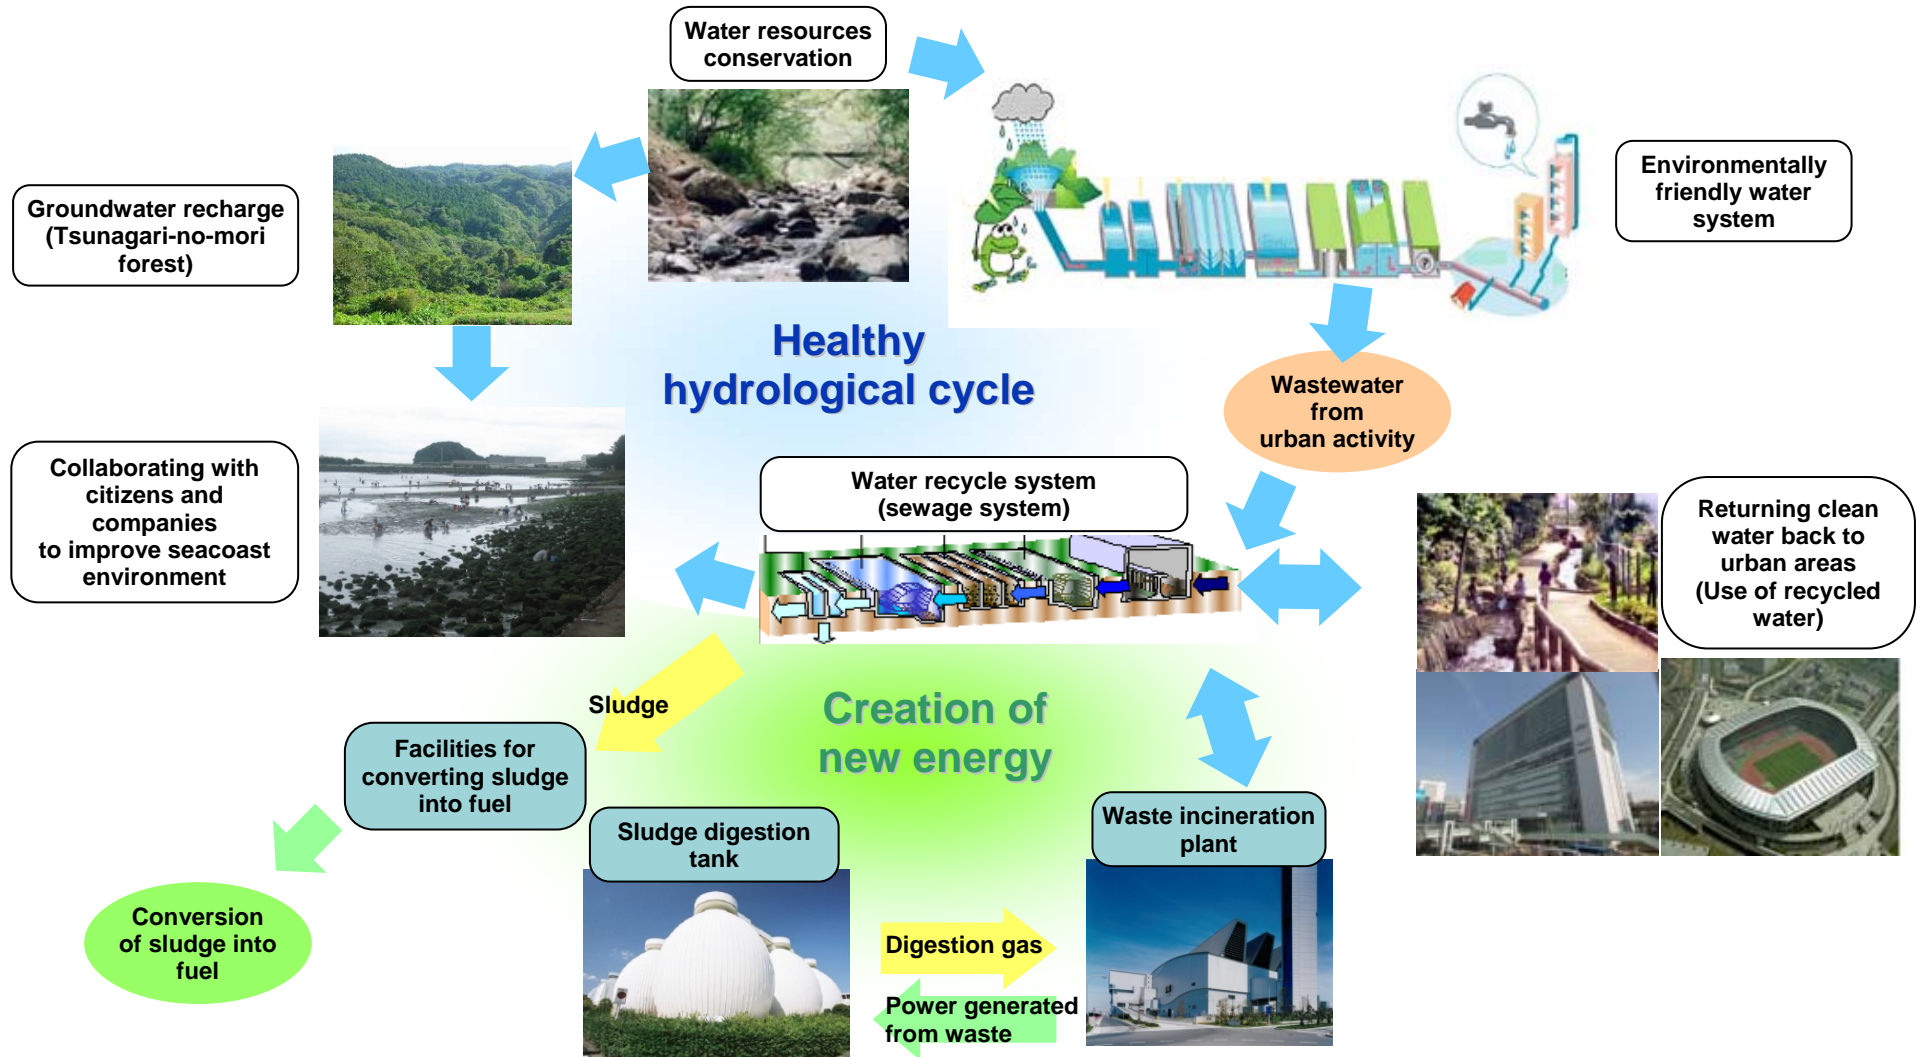 Water resources
conservation
Environmentally
friendly water
system
Groundwater recharge
(Tsunagari-no-mori
forest)
Healthy
hydrological cycle
Wastewater
from
urban activity
Collaborating with
citizens and
companies
to improve seacoast
environment
Water recycle system
(sewage system)
Returning clean
water back to
urban areas
(Use of recycled
water)
Sludge
Creation of
new energy
Facilities for
converting sludge
into fuel
Sludge digestion
tank
Waste incineration
plant
Conversion
of sludge into
fuel
Digestion gas
Power generated
from waste